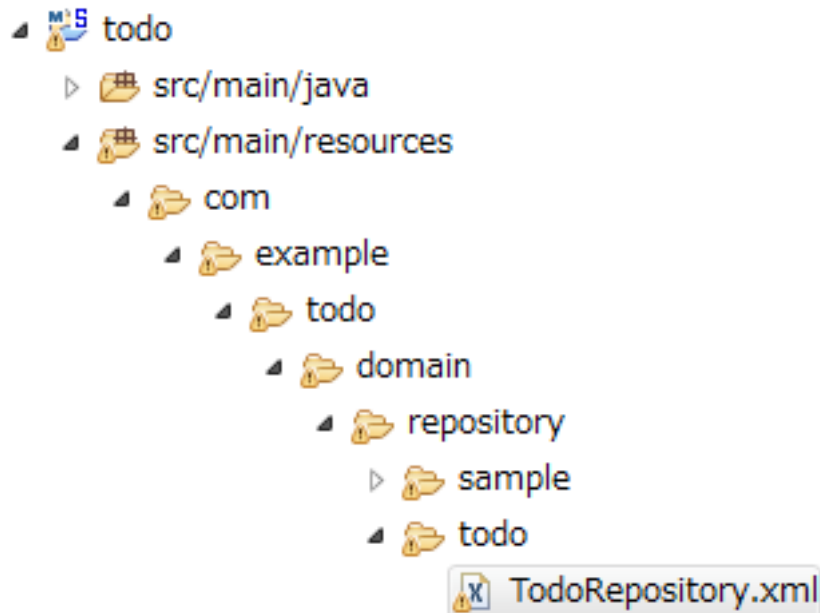 todo
src/main/java
src/main/resources
com
example
todo
domain
repository
sample
todo
TodoRepository.xml